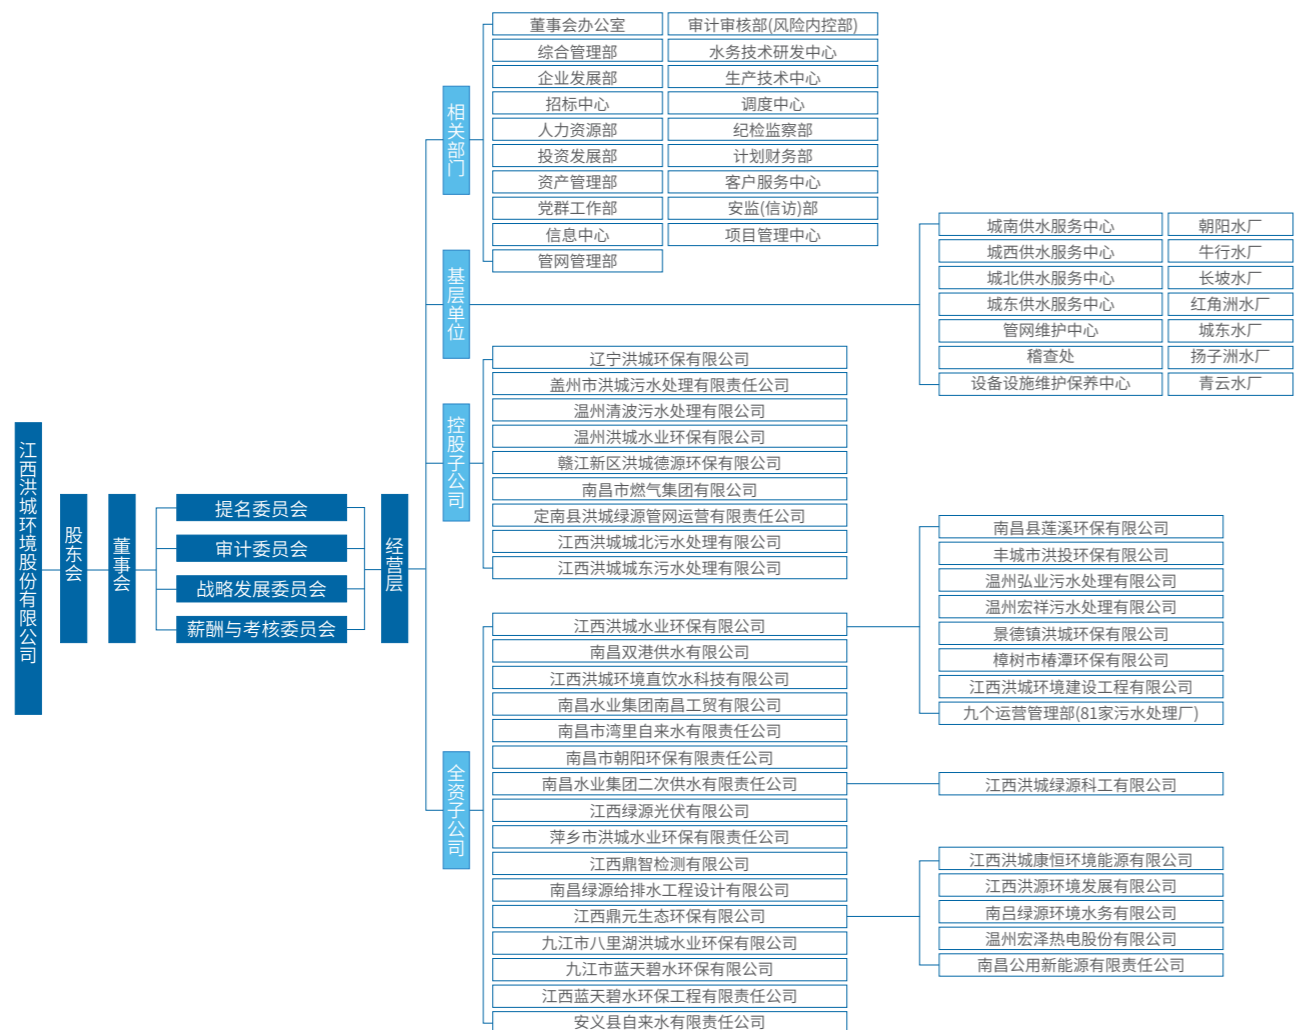 江西洪城环境股份有限公司
股东会
董事会
提名委员会
审计委员会
战略发展委员会
薪酬与考核委员会
经营层
相关部门
董事会办公室 审计审核部(风险内控部)
综合管理部 水务技术研发中心
企业发展部 生产技术中心
招标中心 调度中心
人力资源部 纪检监察部
投资发展部 计划财务部
资产管理部 客户服务中心
党群工作部 安监(信访)部
信息中心 项目管理中心
管网管理部
基层单位
城南供水服务中心 朝阳水厂
城西供水服务中心 牛行水厂
城北供水服务中心 长堎水厂
城东供水服务中心 红角洲水厂
管网维护中心 城东水厂
稽查处 扬子洲水厂
设备设施维护保养中心 青云水厂
控股子公司
辽宁洪城环保有限公司
盖州市洪城污水处理有限责任公司
温州清波污水处理有限公司
温州洪城水业环保有限公司
赣江新区洪城德源环保有限公司
南昌市燃气集团有限公司
定南县洪城绿源管网运营有限责任公司
江西洪城城北污水处理有限公司
江西洪城城东污水处理有限公司
全资子公司
江西洪城水业环保有限公司
南昌双港供水有限公司
江西洪城环境直饮水科技有限公司
南昌水业集团南昌工贸有限公司
南昌市湾里自来水有限责任公司
南昌市朝阳环保有限责任公司
南昌水业集团二次供水有限责任公司
江西绿源光伏有限公司
萍乡市洪城水业环保有限责任公司
江西鼎智检测有限公司
南昌绿源给排水工程设计有限公司
江西鼎元生态环保有限公司
九江市八里湖洪城水业环保有限公司
九江市蓝天碧水环保有限公司
江西蓝天碧水环保工程有限责任公司
安义县自来水有限责任公司
南昌县莲溪环保有限公司
丰城市洪投环保有限公司
温州弘业污水处理有限公司
温州宏祥污水处理有限公司
景德镇洪城环保有限公司
樟树市椿潭环保有限公司
江西洪城环境建设工程有限公司
九个运营管理部(81家污水处理厂)
江西洪城绿源科工有限公司
江西洪城康恒环境能源有限公司
江西洪源环境发展有限公司
南吕绿源环境水务有限公司
温州宏泽热电股份有限公司
南昌公用新能源有限责任公司